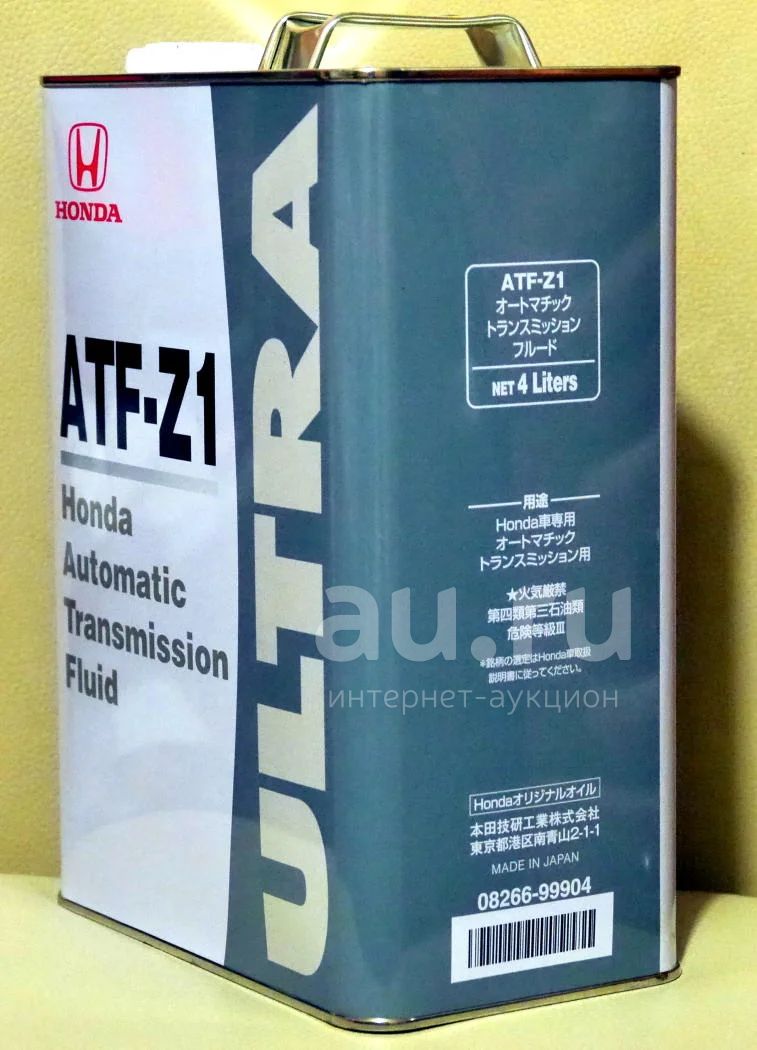 HONDA
ATF-Z1
Honda
Automatic
Transmission
Fluid
ULTRA
ATF-Z1
オートマチック
トランスミッション
フルード
NET 4 Liters
用途
Honda車専用
オートマチック
トランスミッション用
★火気厳禁
第四類第三石油類
危険等級Ⅲ
*銘柄の選定はHonda車取扱
説明書に従ってください。
au.ru
интернет-аукцион
Hondaオリジナルオイル
本田技研工業株式会社
東京都港区南青山2-1-1
MADE IN JAPAN
08266-99904